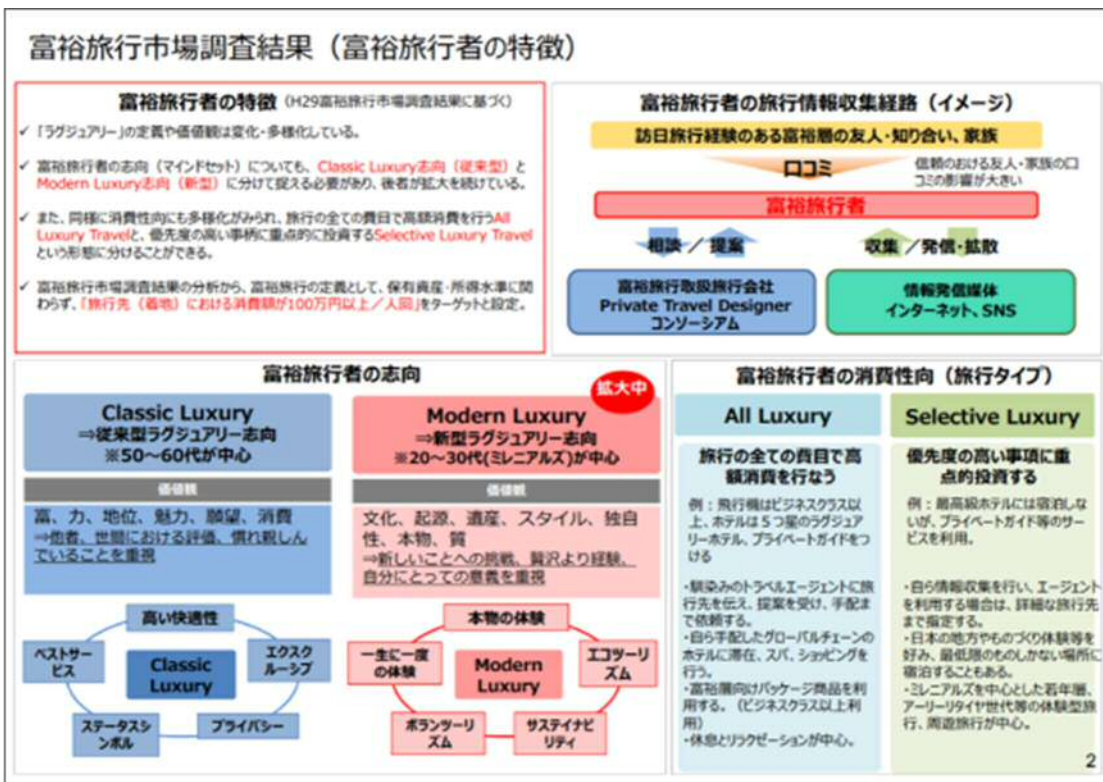 富裕旅行市場調査結果（富裕旅行者の特徴）
富裕旅行者の特徴（H29富裕旅行市場調査結果に基づく）
✓「ラグジュアリー」の定義や価値観は変化・多様化している。
✓ 富裕旅行者の志向（マインドセット）についても、Classic Luxury志向（従来型）と
Modern Luxury志向（新型）に分けて捉える必要があり、後者が拡大を続けている。
✓ また、同様に消費性向にも多様化がみられ、旅行の全ての費目で高額消費を行うAll
Luxury Travelと、優先度の高い事柄に重点的に投資するSelective Luxury Travel
という形態に分けることができる。
✓ 富裕旅行市場調査結果の分析から、富裕旅行の定義として、保有資産・所得水準に関
わらず、「旅行先（着地）における消費額が100万円以上／人回」をターゲットと設定。
富裕旅行者の旅行情報収集経路（イメージ）
訪日旅行経験のある富裕層の友人・知り合い、家族
口コミ
信頼のおける友人・家族の口
コミの影響が大きい
富裕旅行者
相談 ／ 提案
収集 ／発信・拡散
富裕旅行取扱旅行会社
Private Travel Designer
コンソーシアム
情報発信媒体
インターネット、SNS
富裕旅行者の志向
拡大中
Classic Luxury
⇒従来型ラグジュアリー志向
※50～60代が中心
価値観
富、力、地位、魅力、願望、消費
⇒他者、世間における評価、慣れ親しん
でいることを重視
高い快適性
ベストサー
ビス
エクスク
ルーシブ
Classic
Luxury
ステータスシ
ンボル
プライバシー
Modern Luxury
⇒新型ラグジュアリー志向
※20～30代(ミレニアルズ)が中心
価値観
文化、起源、遺産、スタイル、独自
性、本物、質
⇒新しいことへの挑戦、贅沢より経験、
自分にとっての意義を重視
本物の体験
一生に一度
の体験
エコツーリ
ズム
Modern
Luxury
ボランツーリ
ズム
サステイナビ
リティ
富裕旅行者の消費性向（旅行タイプ）
All Luxury
旅行の全ての費目で高
額消費を行なう
例：飛行機はビジネスクラス以
上、ホテルは５つ星のラグジュア
リーホテル、プライベートガイドをつ
ける
・馴染みのトラベルエージェントに旅
行先を伝え、提案を受け、手配ま
で依頼する。
・自ら手配したグローバルチェーンの
ホテルに滞在、スパ、ショッピングを
行う。
・富裕層向けパッケージ商品を利
用する。（ビジネスクラス以上利
用）
・休息とリラクゼーションが中心。
Selective Luxury
優先度の高い事項に重
点的投資する
例：最高級ホテルには宿泊しな
いが、プライベートガイド等のサー
ビスを利用。
・自ら情報収集を行い、エージェント
を利用する場合は、詳細な旅行先
まで指定する。
・日本の地方やものづくり体験等を
好み、最低限のものしかない場所に
宿泊することもある。
・ミレニアルズを中心とした若年層、
アーリーリタイヤ世代等の体験型旅
行、周遊旅行が中心。
2